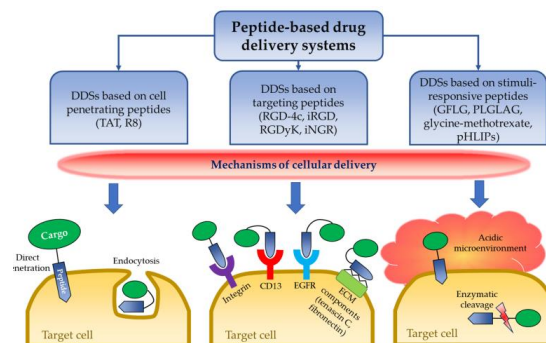 Peptide-based drug
delivery systems
DDSs based on cell
penetrating peptides
(TAT, R8)
DDSs based on
targeting peptides
(RGD-4c, iRGD,
RGDyK, iNGR)
DDSs based on stimuli-
responsive peptides
(GFLG, PLGLAG,
glycine-methotrexate,
pHLIPs)
Mechanisms of cellular delivery
Cargo
Direct
netration
Peptide
Endocytosis
Target cell
Integrin
CD13
EGFR
ECM
components
(tenascin C,
fibronectin)
Target cell
Acidic
microenvironment
Enzymatic
cleavage
Target cell